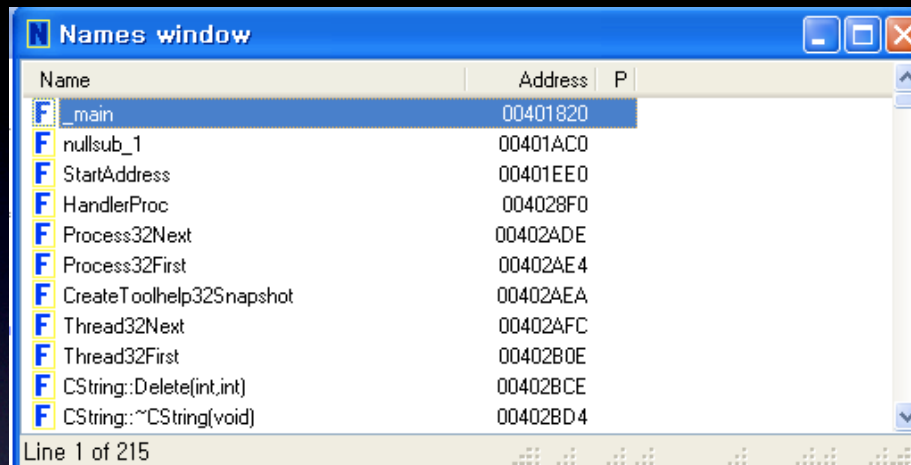 N Names window
Name Address P
F _main 00401820
F nullsub_1 00401AC0
F StartAddress 00401EE0
F HandlerProc 004028F0
F Process32Next 00402ADE
F Process32First 00402AE4
F CreateToolhelp32Snapshot 00402AEA
F Thread32Next 00402AFC
F Thread32First 00402B0E
F CString::Delete(int,int) 00402BCE
F CString::~CString(void) 00402BD4
Line 1 of 215